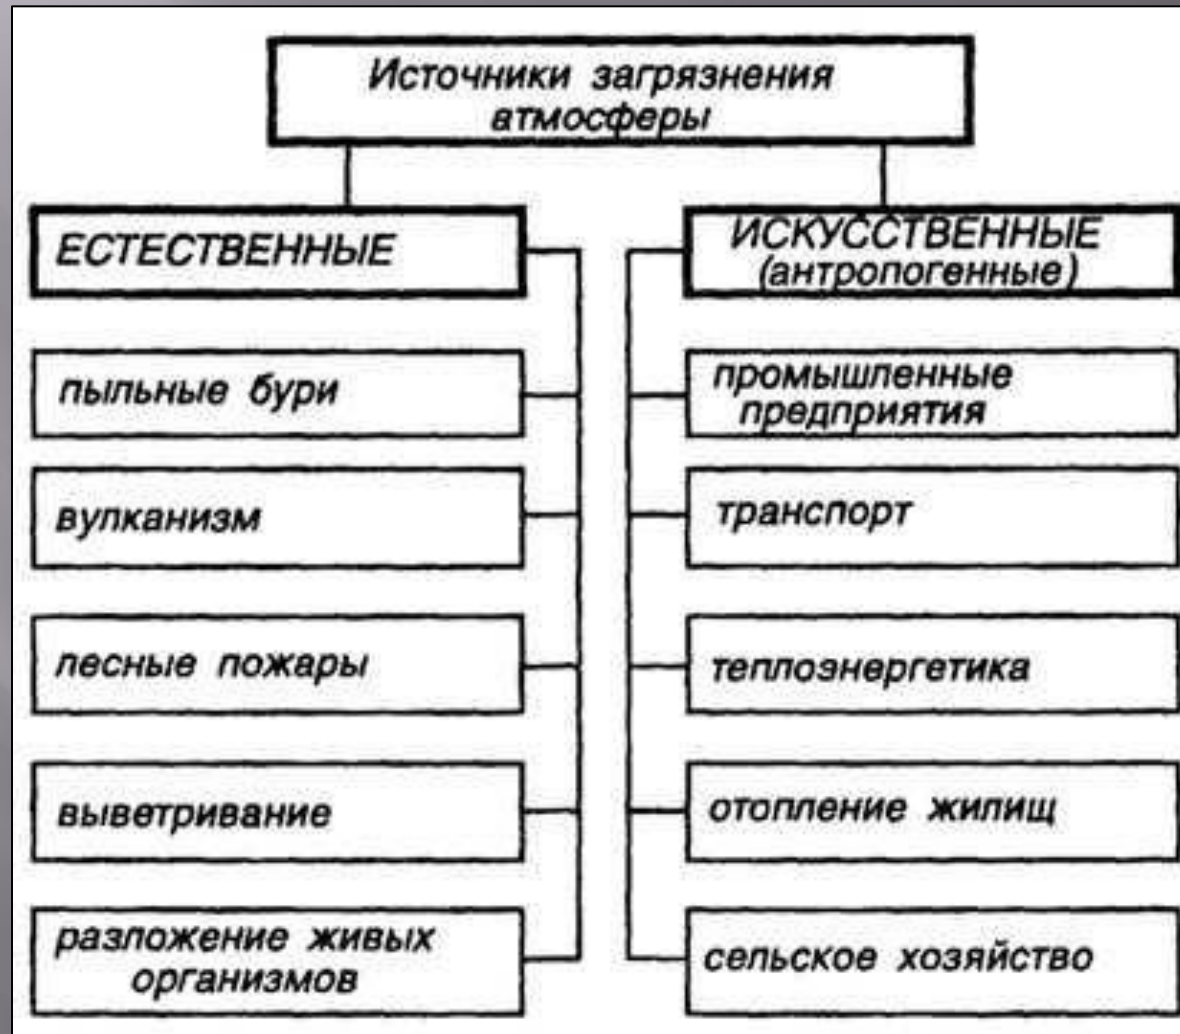 Источники загрязнения
атмосферы
ЕСТЕСТВЕННЫЕ
пыльные бури
вулканизм
лесные пожары
выветривание
разложение живых
организмов
ИСКУССТВЕННЫЕ
(антропогенные)
промышленные
предприятия
транспорт
теплоэнергетика
отопление жилищ
сельское хозяйство